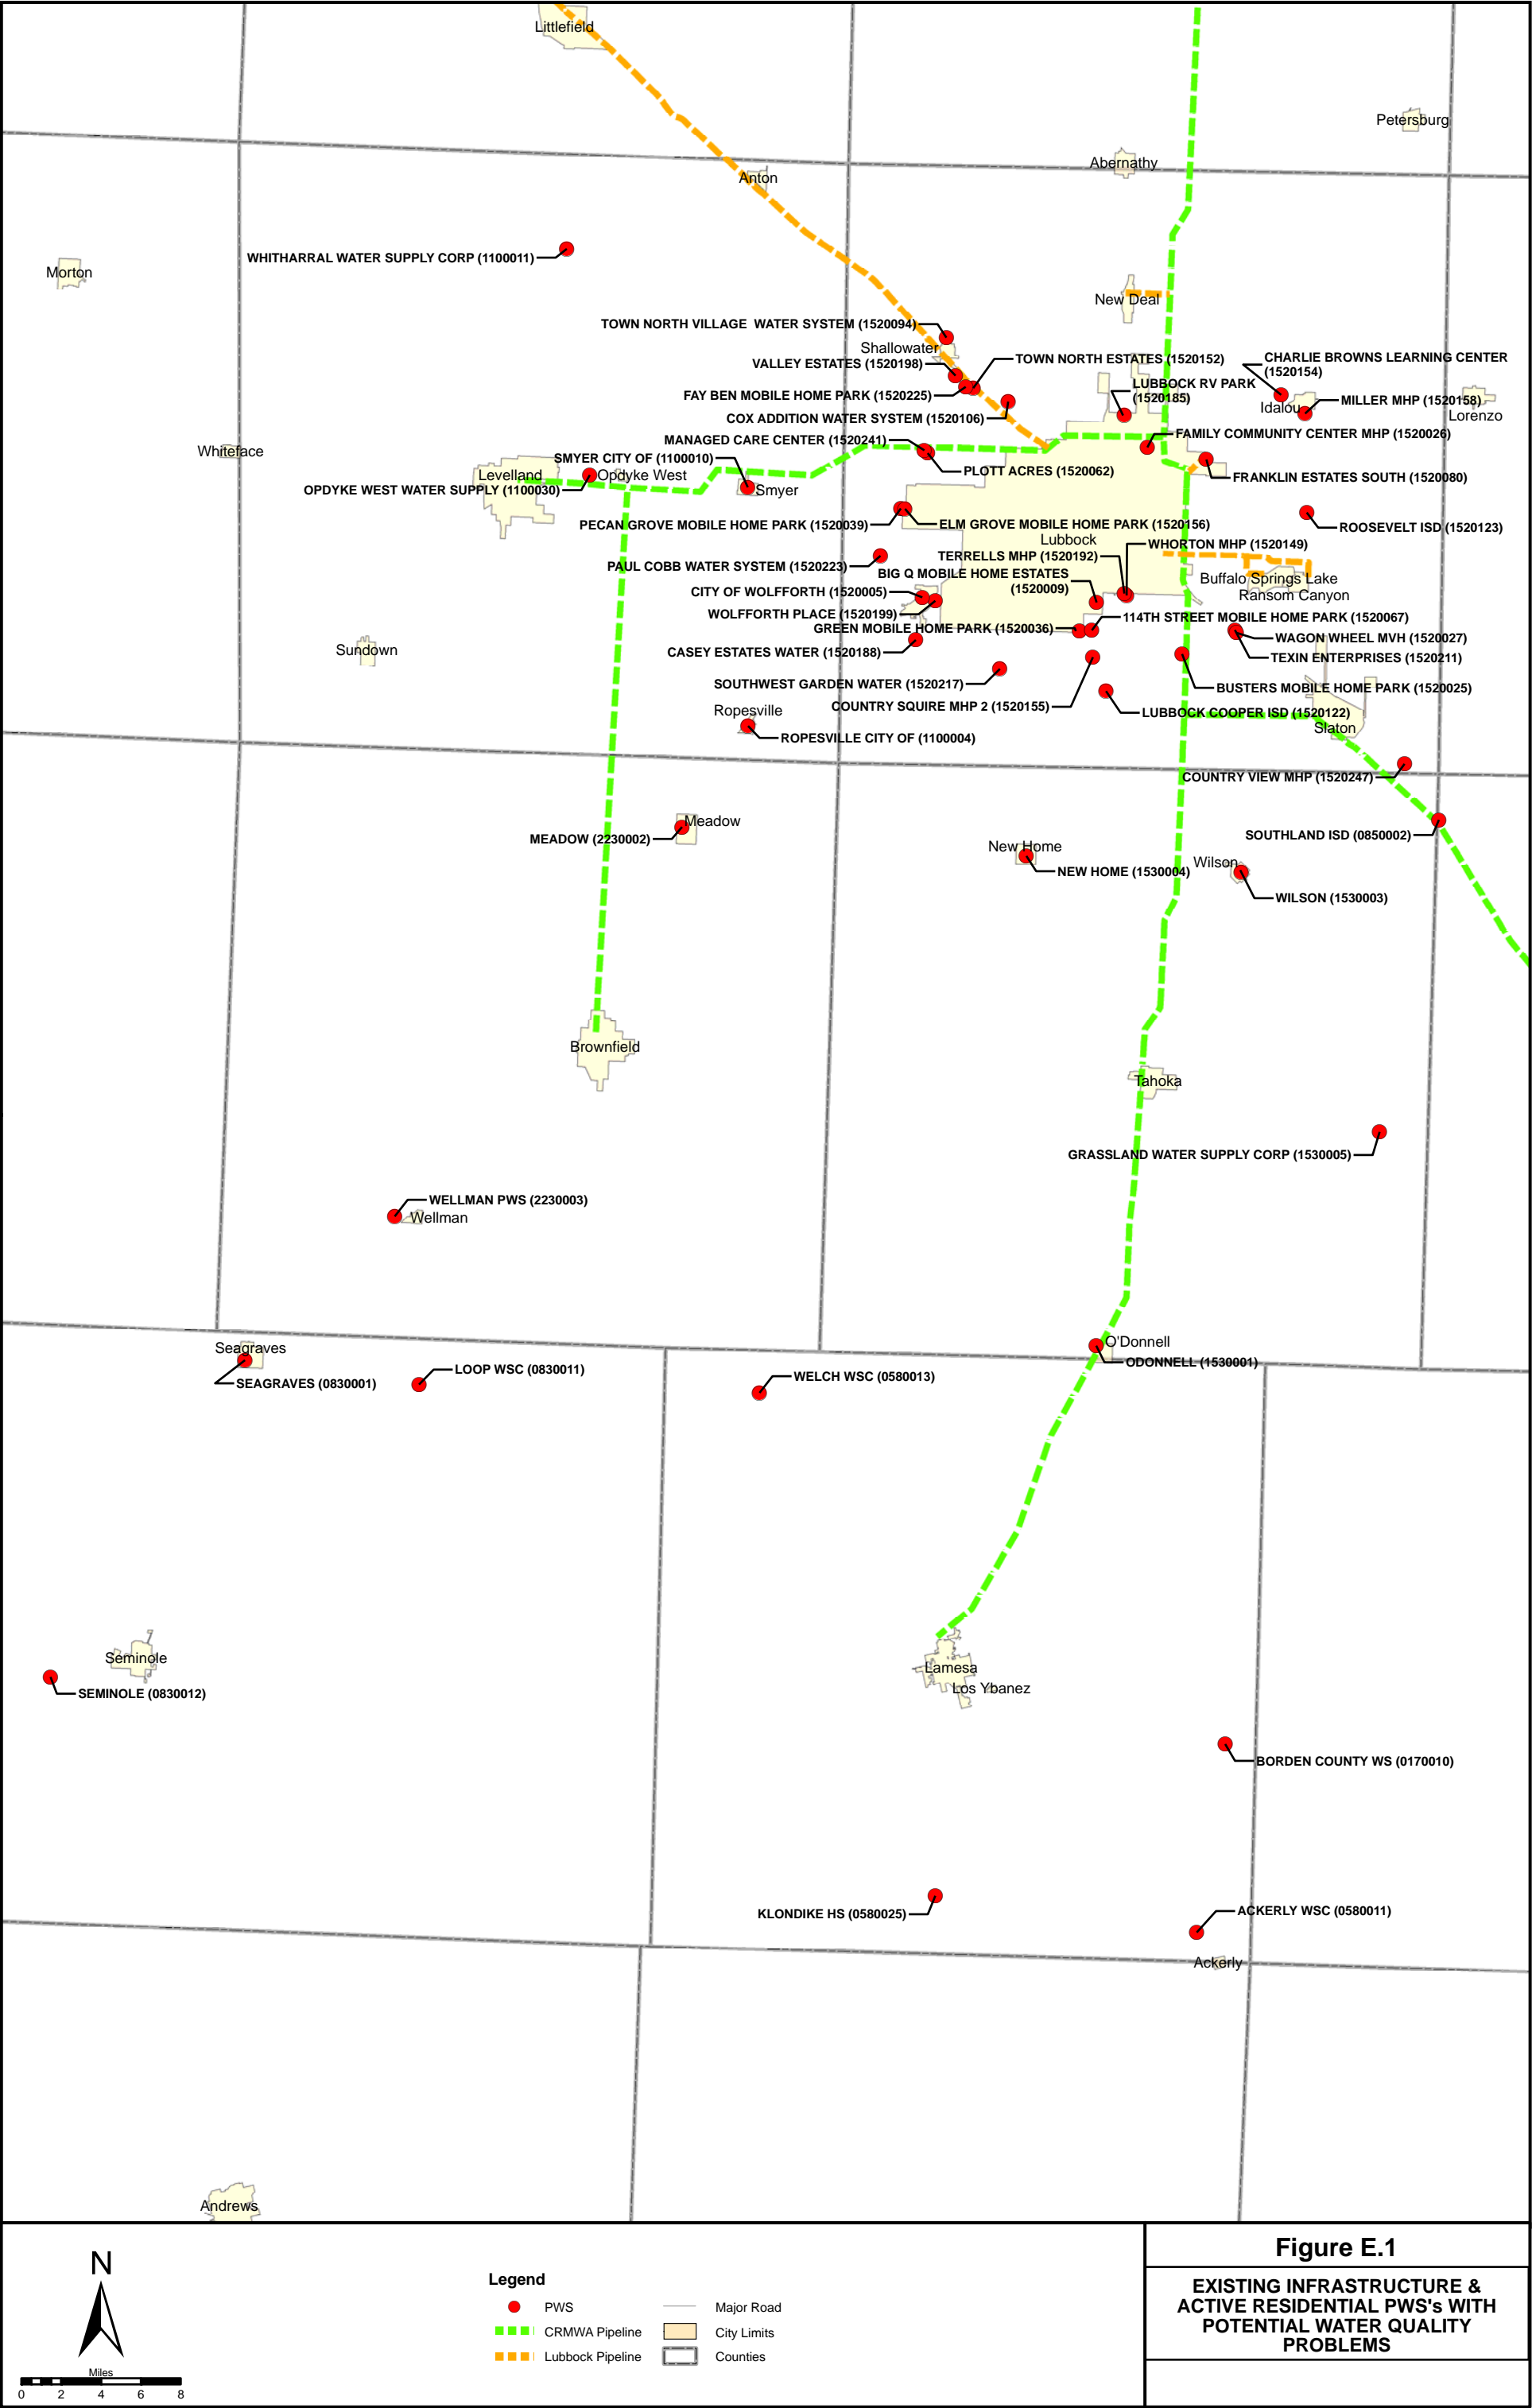 Littlefield
Petersburg
Abernathy
Anton
WHITHARRAL WATER SUPPLY CORP (1100011)
Morton
New Deal
TOWN NORTH VILLAGE  WATER SYSTEM (1520094)
Shallowater
VALLEY ESTATES (1520198)
TOWN NORTH ESTATES (1520152)
CHARLIE BROWNS LEARNING CENTER
(1520154)
FAY BEN MOBILE HOME PARK (1520225)
LUBBOCK RV PARK
(1520185)
Idalou
MILLER MHP (1520158)
Lorenzo
COX ADDITION WATER SYSTEM (1520106)
MANAGED CARE CENTER (1520241)
FAMILY COMMUNITY CENTER MHP (1520026)
Whiteface
SMYER CITY OF (1100010)
PLOTT ACRES (1520062)
FRANKLIN ESTATES SOUTH (1520080)
Levelland
Opdyke West
OPDYKE WEST WATER SUPPLY (1100030)
Smyer
PECAN GROVE MOBILE HOME PARK (1520039)
ELM GROVE MOBILE HOME PARK (1520156)
ROOSEVELT ISD (1520123)
Lubbock
WHORTON MHP (1520149)
TERRELLS MHP (1520192)
PAUL COBB WATER SYSTEM (1520223)
BIG Q MOBILE HOME ESTATES
(1520009)
Buffalo Springs Lake
Ransom Canyon
CITY OF WOLFFORTH (1520005)
WOLFFORTH PLACE (1520199)
114TH STREET MOBILE HOME PARK (1520067)
GREEN MOBILE HOME PARK (1520036)
WAGON WHEEL MVH (1520027)
Sundown
CASEY ESTATES WATER (1520188)
TEXIN ENTERPRISES (1520211)
SOUTHWEST GARDEN WATER (1520217)
BUSTERS MOBILE HOME PARK (1520025)
COUNTRY SQUIRE MHP 2 (1520155)
LUBBOCK COOPER ISD (1520122)
Ropesville
Slaton
ROPESVILLE CITY OF (1100004)
COUNTRY VIEW MHP (1520247)
Meadow
MEADOW (2230002)
SOUTHLAND ISD (0850002)
New Home
Wilson
NEW HOME (1530004)
WILSON (1530003)
Brownfield
Tahoka
GRASSLAND WATER SUPPLY CORP (1530005)
WELLMAN PWS (2230003)
Wellman
O'Donnell
Seagraves
ODONNELL (1530001)
LOOP WSC (0830011)
SEAGRAVES (0830001)
WELCH WSC (0580013)
Seminole
Lamesa
Los Ybanez
SEMINOLE (0830012)
BORDEN COUNTY WS (0170010)
KLONDIKE HS (0580025)
ACKERLY WSC (0580011)
Ackerly
Andrews
N
Miles
0 2 4 6 8
Legend
PWS
CRMWA Pipeline
Lubbock Pipeline
Major Road
City Limits
Counties
Figure E.1
EXISTING INFRASTRUCTURE &
ACTIVE RESIDENTIAL PWS's WITH
POTENTIAL WATER QUALITY
PROBLEMS